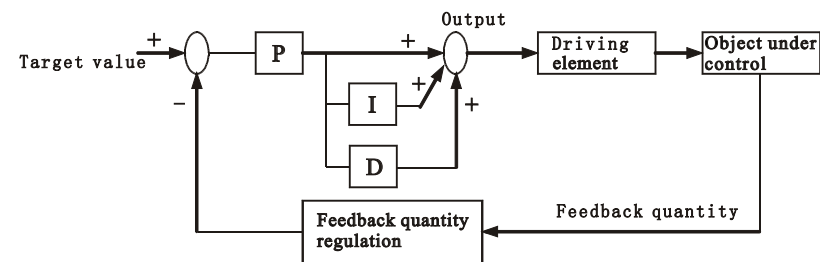 Output
+
Target value
P
+
Driving
element
Object under
control
+
−
I
+
D
Feedback quantity
Feedback quantity
regulation